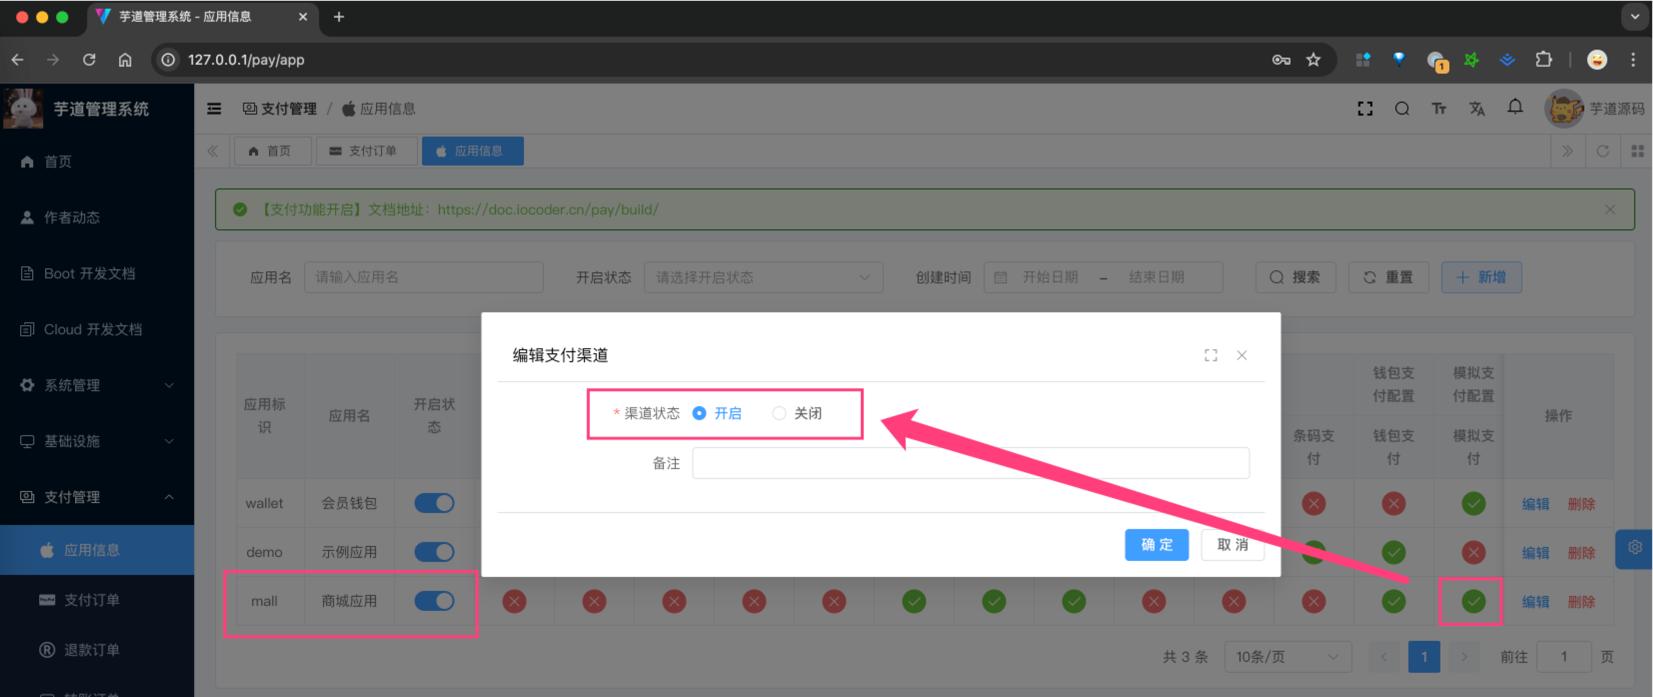 芋道管理系统 - 应用信息
127.0.0.1/pay/app
1
芋道管理系统
支付管理 / 应用信息
芋道源码
首页
支付订单
应用信息
首页
作者动态
Boot 开发文档
Cloud 开发文档
系统管理
基础设施
支付管理
应用信息
支付订单
退款订单
【支付功能开启】文档地址：https://doc.iocoder.cn/pay/build/
应用名 请输入应用名 开启状态 请选择开启状态 创建时间 开始日期 - 结束日期 搜索 重置 新增
编辑支付渠道
* 渠道状态 开启 关闭
备注
确定 取消
应用标识
应用名
开启状态
条码支付
钱包支付配置
钱包支付
模拟支付配置
模拟支付
操作
wallet 会员钱包 编辑 删除
demo 示例应用 编辑 删除
mall 商城应用 编辑 删除
共 3 条 10条/页 1 前往 1 页